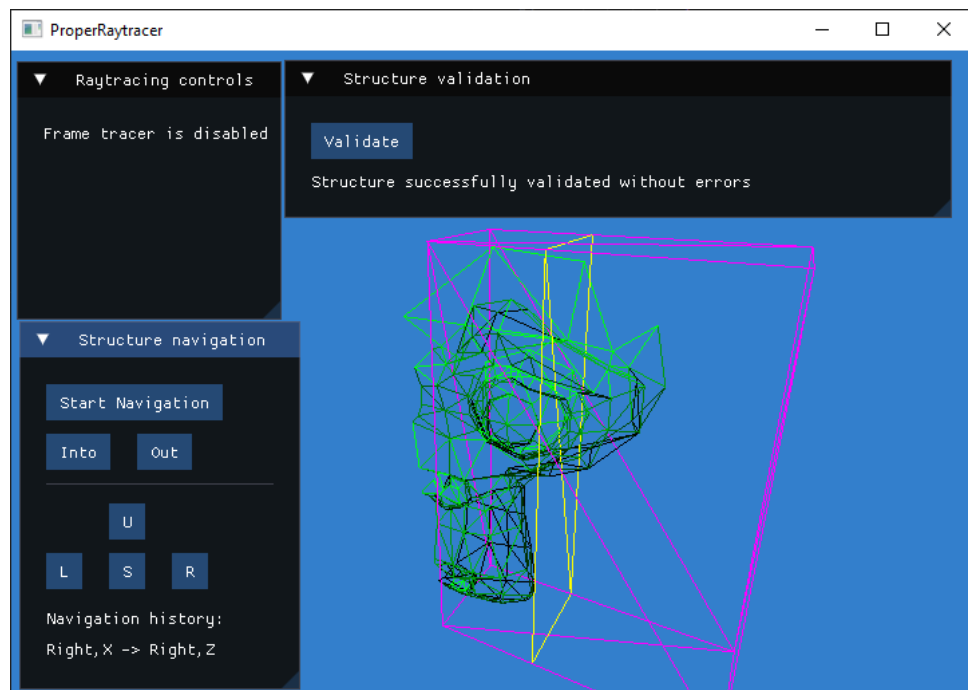 ProperRaytracer
Raytracing controls
Frame tracer is disabled
Structure validation
Validate
Structure successfully validated without errors
Structure navigation
Start Navigation
Into Out
U
L S R
Navigation history:
Right,X -> Right,Z